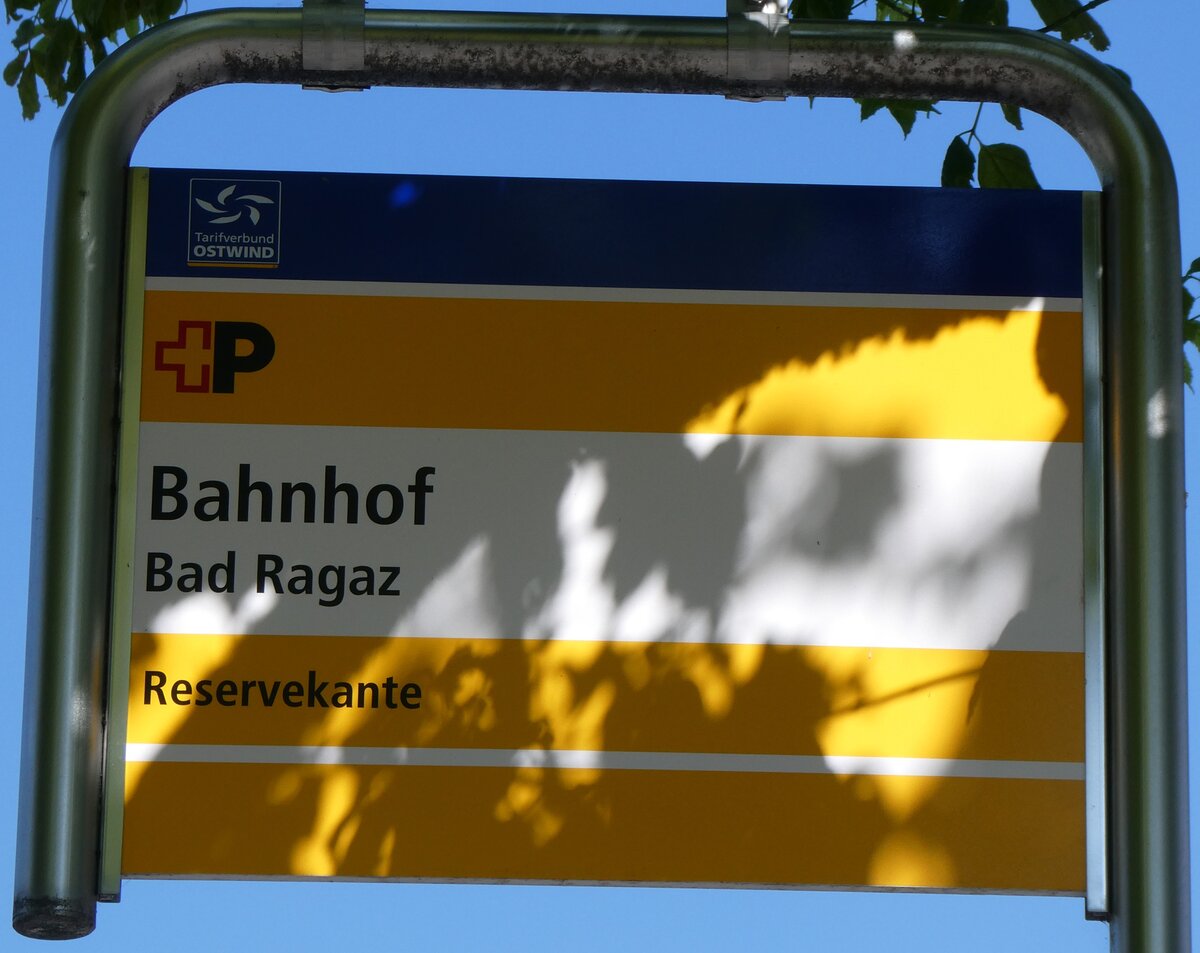 Tarifverbund
OSTWIND
P
Bahnhof
Bad Ragaz
Reservekante